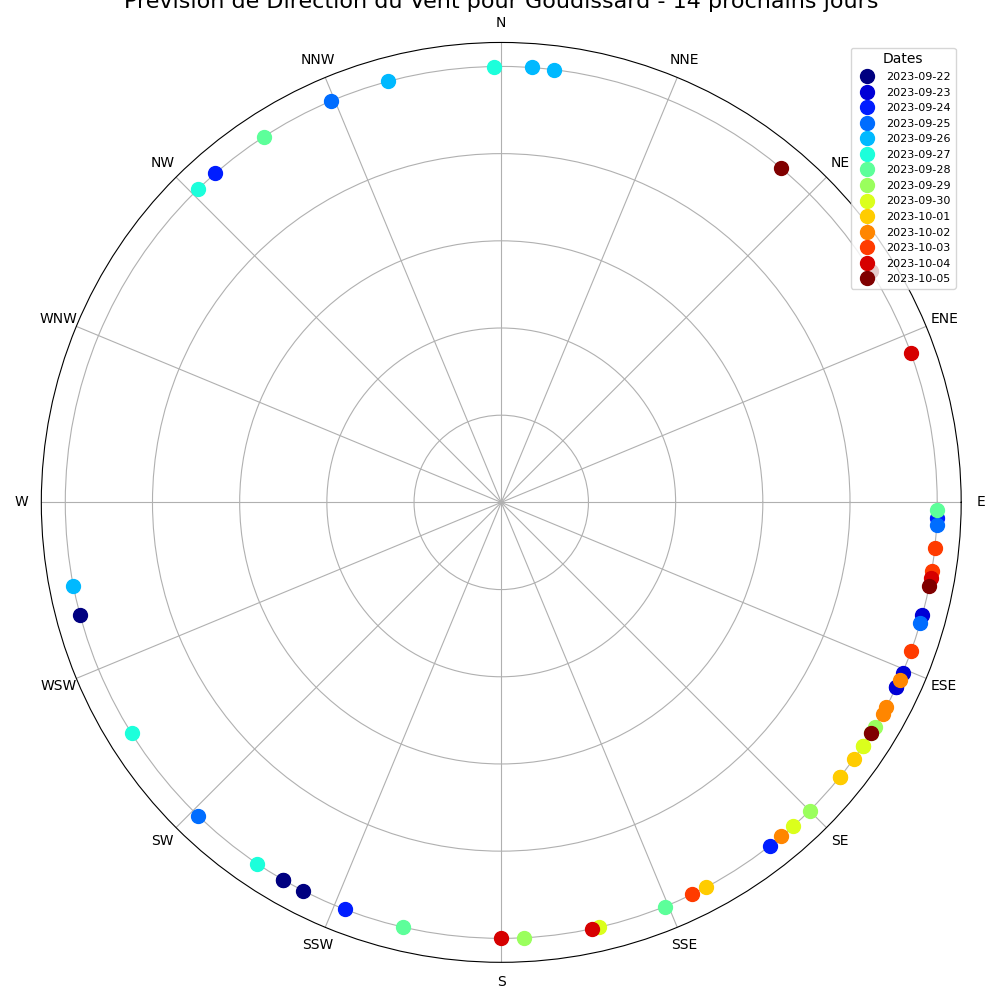 Prévision de Direction du Vent pour Goudissard - 14 prochains jours
N
NNW
NNE
Dates
2023-09-22
2023-09-23
2023-09-24
2023-09-25
2023-09-26
2023-09-27
2023-09-28
2023-09-29
2023-09-30
2023-10-01
2023-10-02
2023-10-03
2023-10-04
2023-10-05
NW
NE
WNW
ENE
W
E
WSW
ESE
SW
SE
SSW
SSE
S